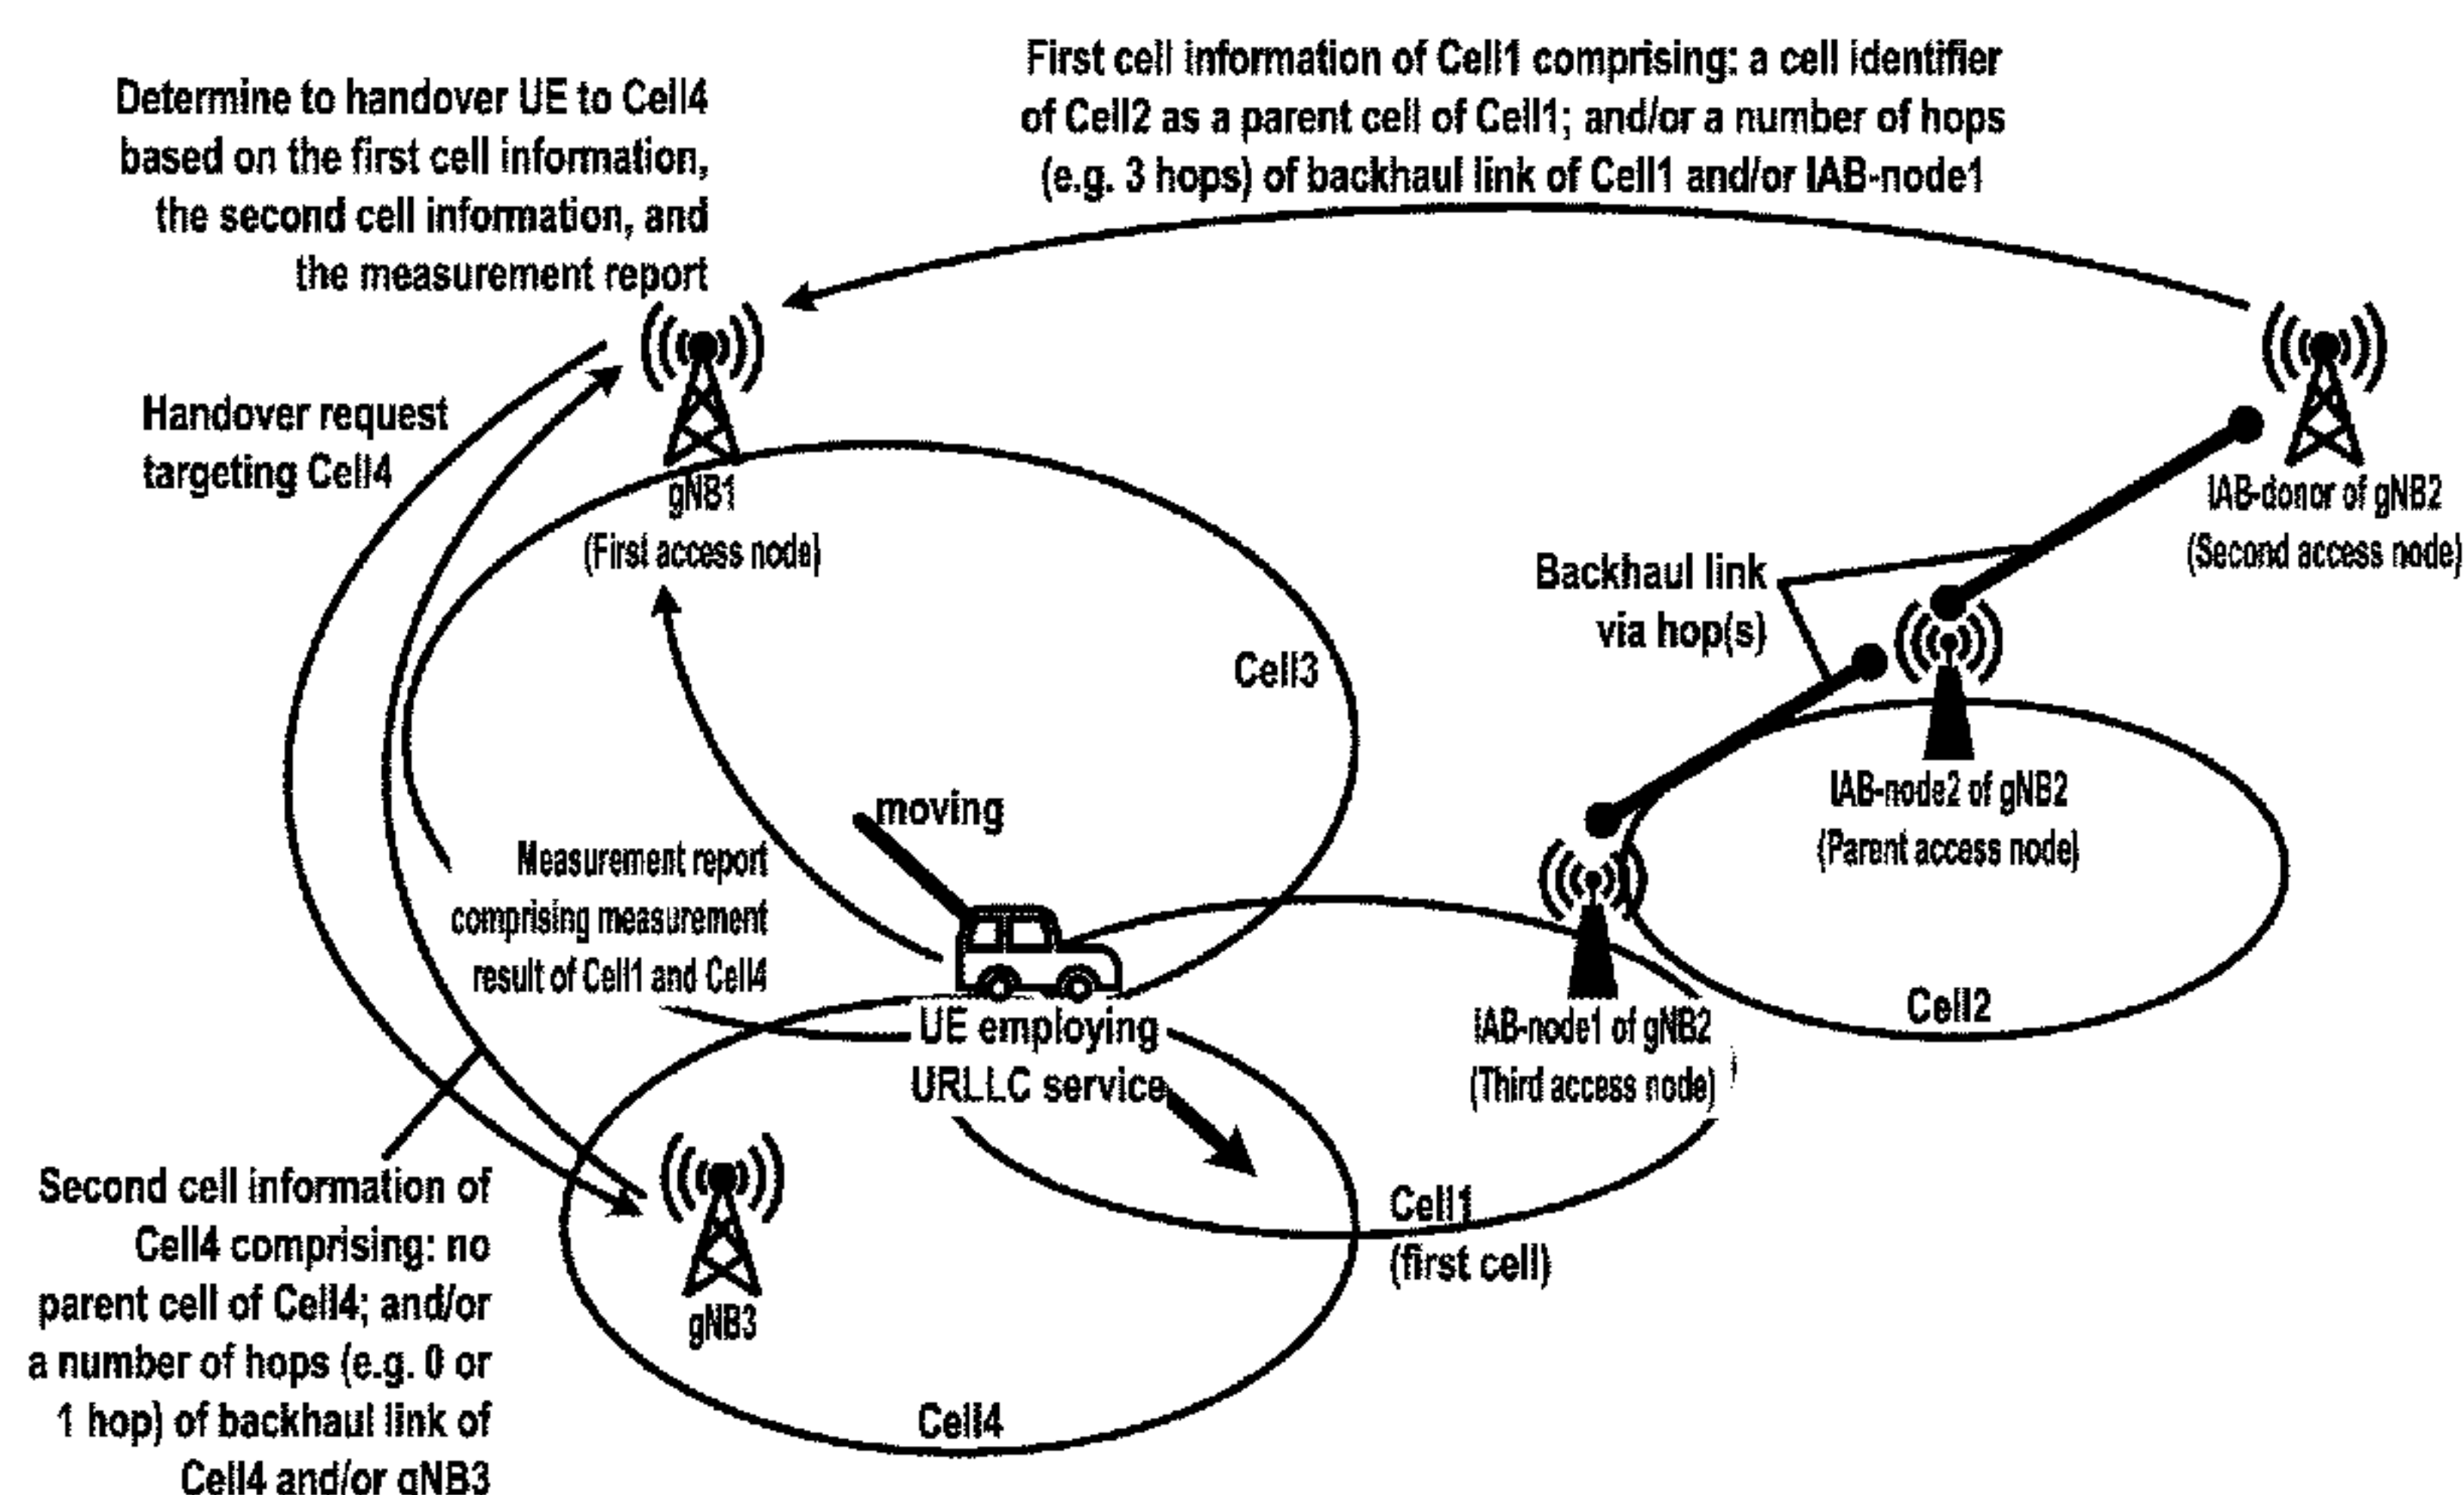 First cell information of Cell1 comprising: a cell identifier
of Cell2 as a parent cell of Cell1; and/or a number of hops
(e.g. 3 hops) of backhaul link of Cell1 and/or IAB-node1
Determine to handover UE to Cell4
based on the first cell information,
the second cell information, and
the measurement report
Handover request
targeting Cell4
gNB1
(First access node)
IAB-donor of gNB2
(Second access node)
Backhaul link
via hop(s)
Cell3
IAB-node2 of gNB2
(Parent access node)
moving
Measurement report
comprising measurement
result of Cell1 and Cell4
UE employing
URLLC service
IAB-node1 of gNB2
(Third access node)
Cell2
Second cell information of
Cell4 comprising: no
parent cell of Cell4; and/or
a number of hops (e.g. 0 or
1 hop) of backhaul link of
Cell4 and/or gNB3
gNB3
Cell1
(first cell)
Cell4